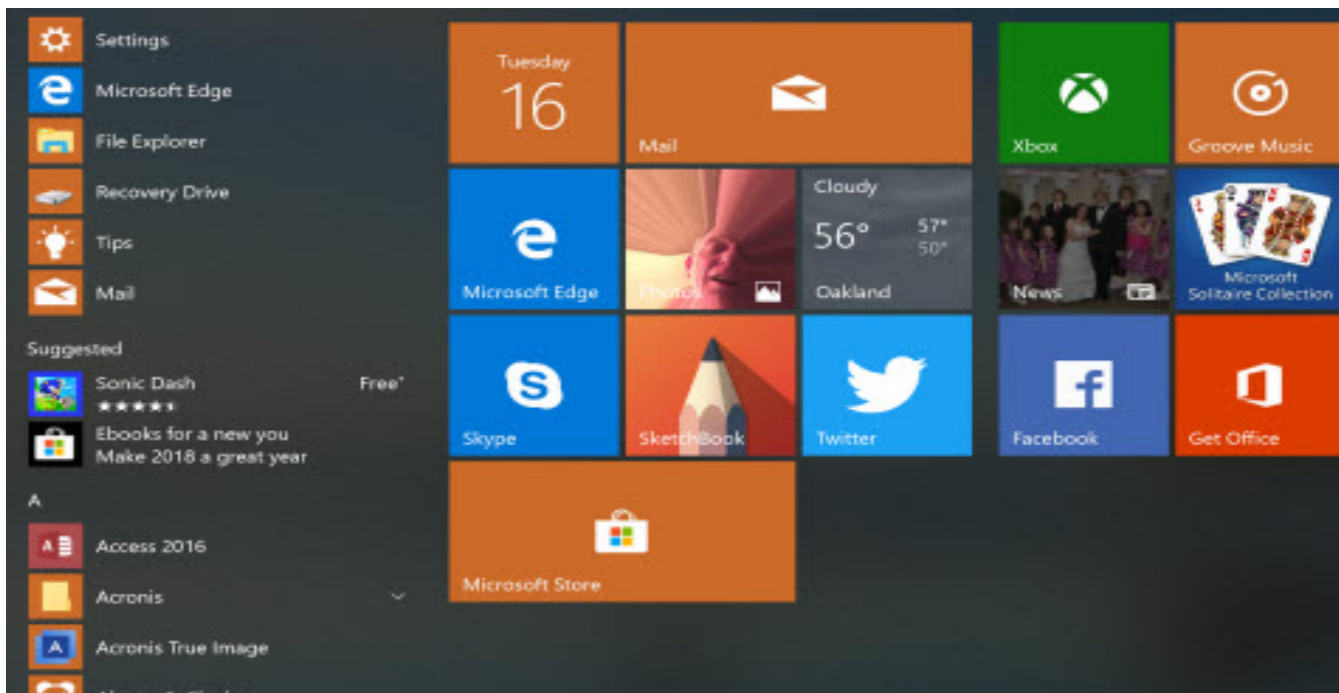 Settings
Microsoft Edge
File Explorer
Recovery Drive
Tips
Mail
Suggested
Sonic Dash Free*
Ebooks for a new you
Make 2018 a great year
A
Access 2016
Acronis
Acronis True Image
Tuesday
16
Mail
Microsoft Edge
Photos
Cloudy
56° 57°
50°
Oakland
Skype
SketchBook
Twitter
Microsoft Store
Xbox
Groove Music
News
Microsoft
Solitaire Collection
Facebook
Get Office